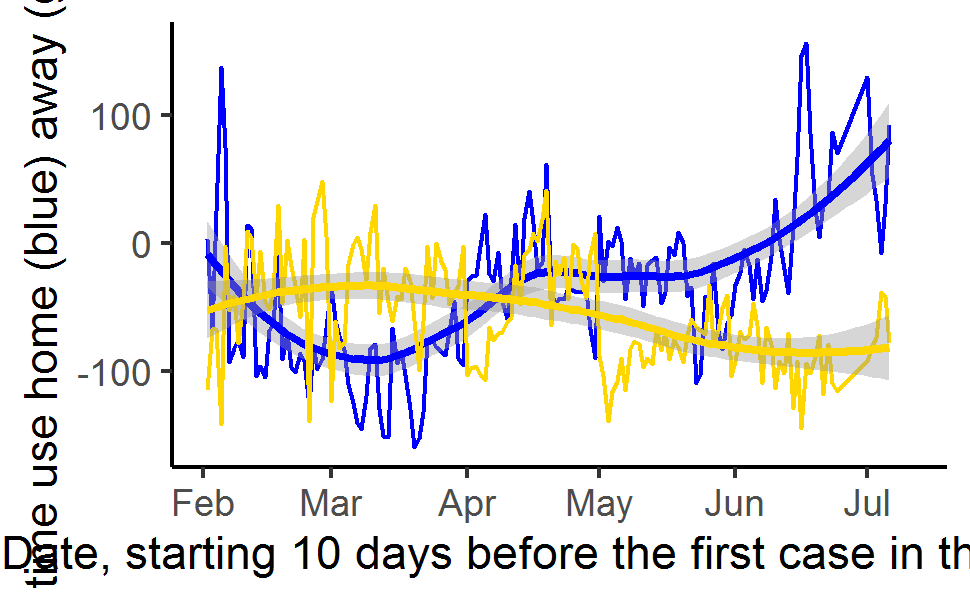 time use home (blue) away (
100
0
-100
Feb Mar Apr May Jun Jul
Date, starting 10 days before the first case in th